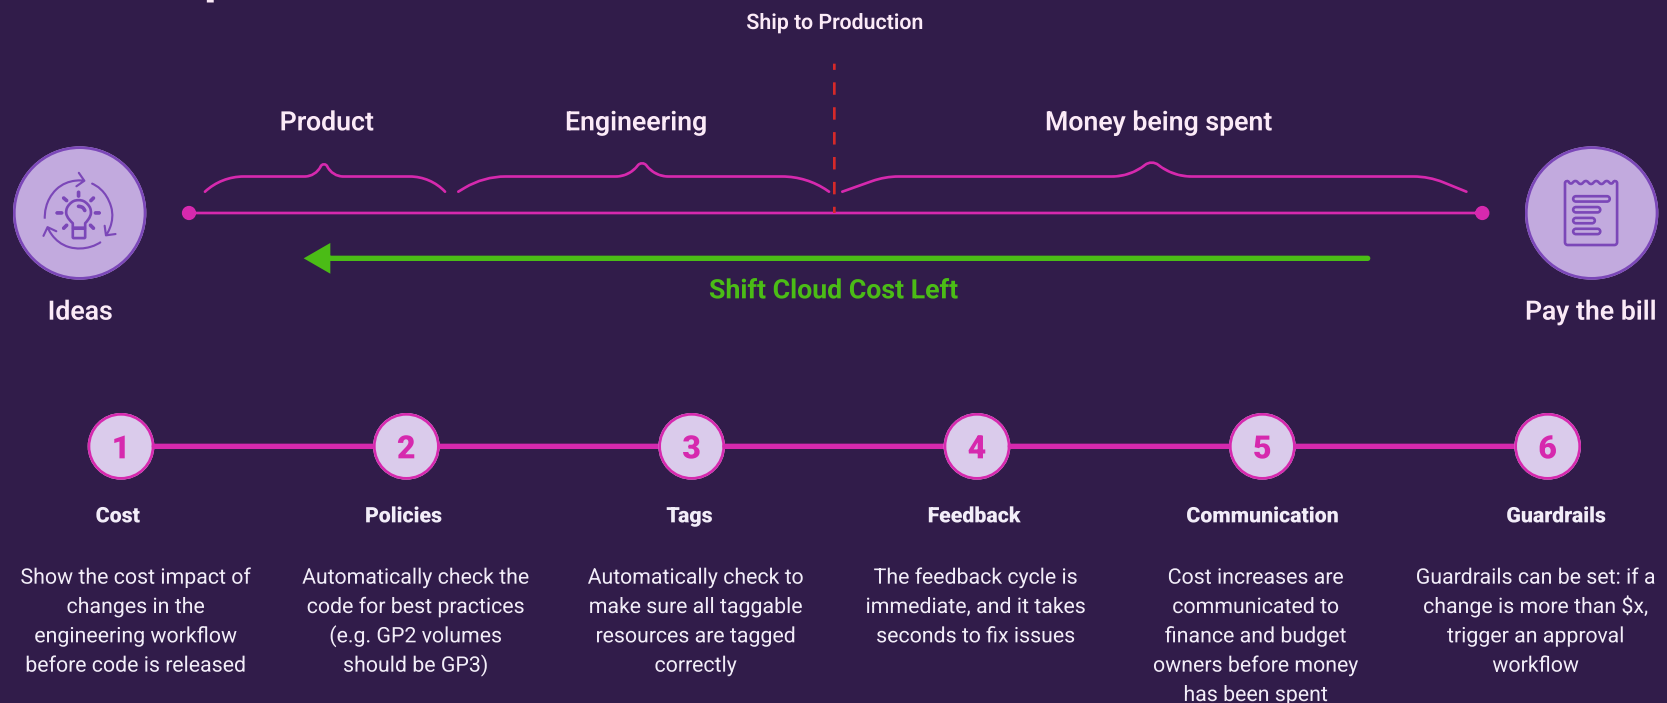 Ship to Production
Product
Engineering
Money being spent
Ideas
Shift Cloud Cost Left
Pay the bill
1
2
3
4
5
6
Cost
Policies
Tags
Feedback
Communication
Guardrails
Show the cost impact of
changes in the
engineering workflow
before code is released
Automatically check the
code for best practices
(e.g. GP2 volumes
should be GP3)
Automatically check to
make sure all taggable
resources are tagged
correctly
The feedback cycle is
immediate, and it takes
seconds to fix issues
Cost increases are
communicated to
finance and budget
owners before money
has been spent
Guardrails can be set: if a
change is more than $x,
trigger an approval
workflow